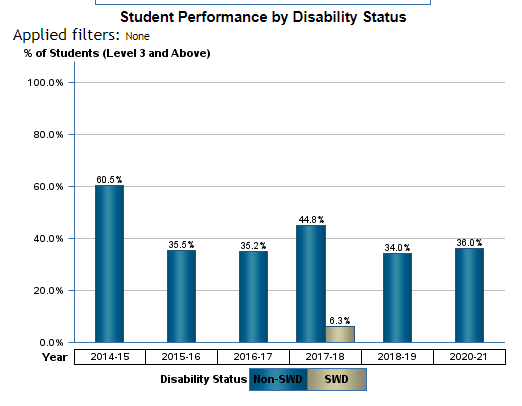 Student Performance by Disability Status
Applied filters: None
% of Students (Level 3 and Above)
100.0%
80.0%
60.0%
40.0%
20.0%
0.0%
60.5%
35.5%
35.2%
44.8%
6.3%
34.0%
36.0%
Year 2014-15 2015-16 2016-17 2017-18 2018-19 2020-21
Disability Status Non-SWD SWD